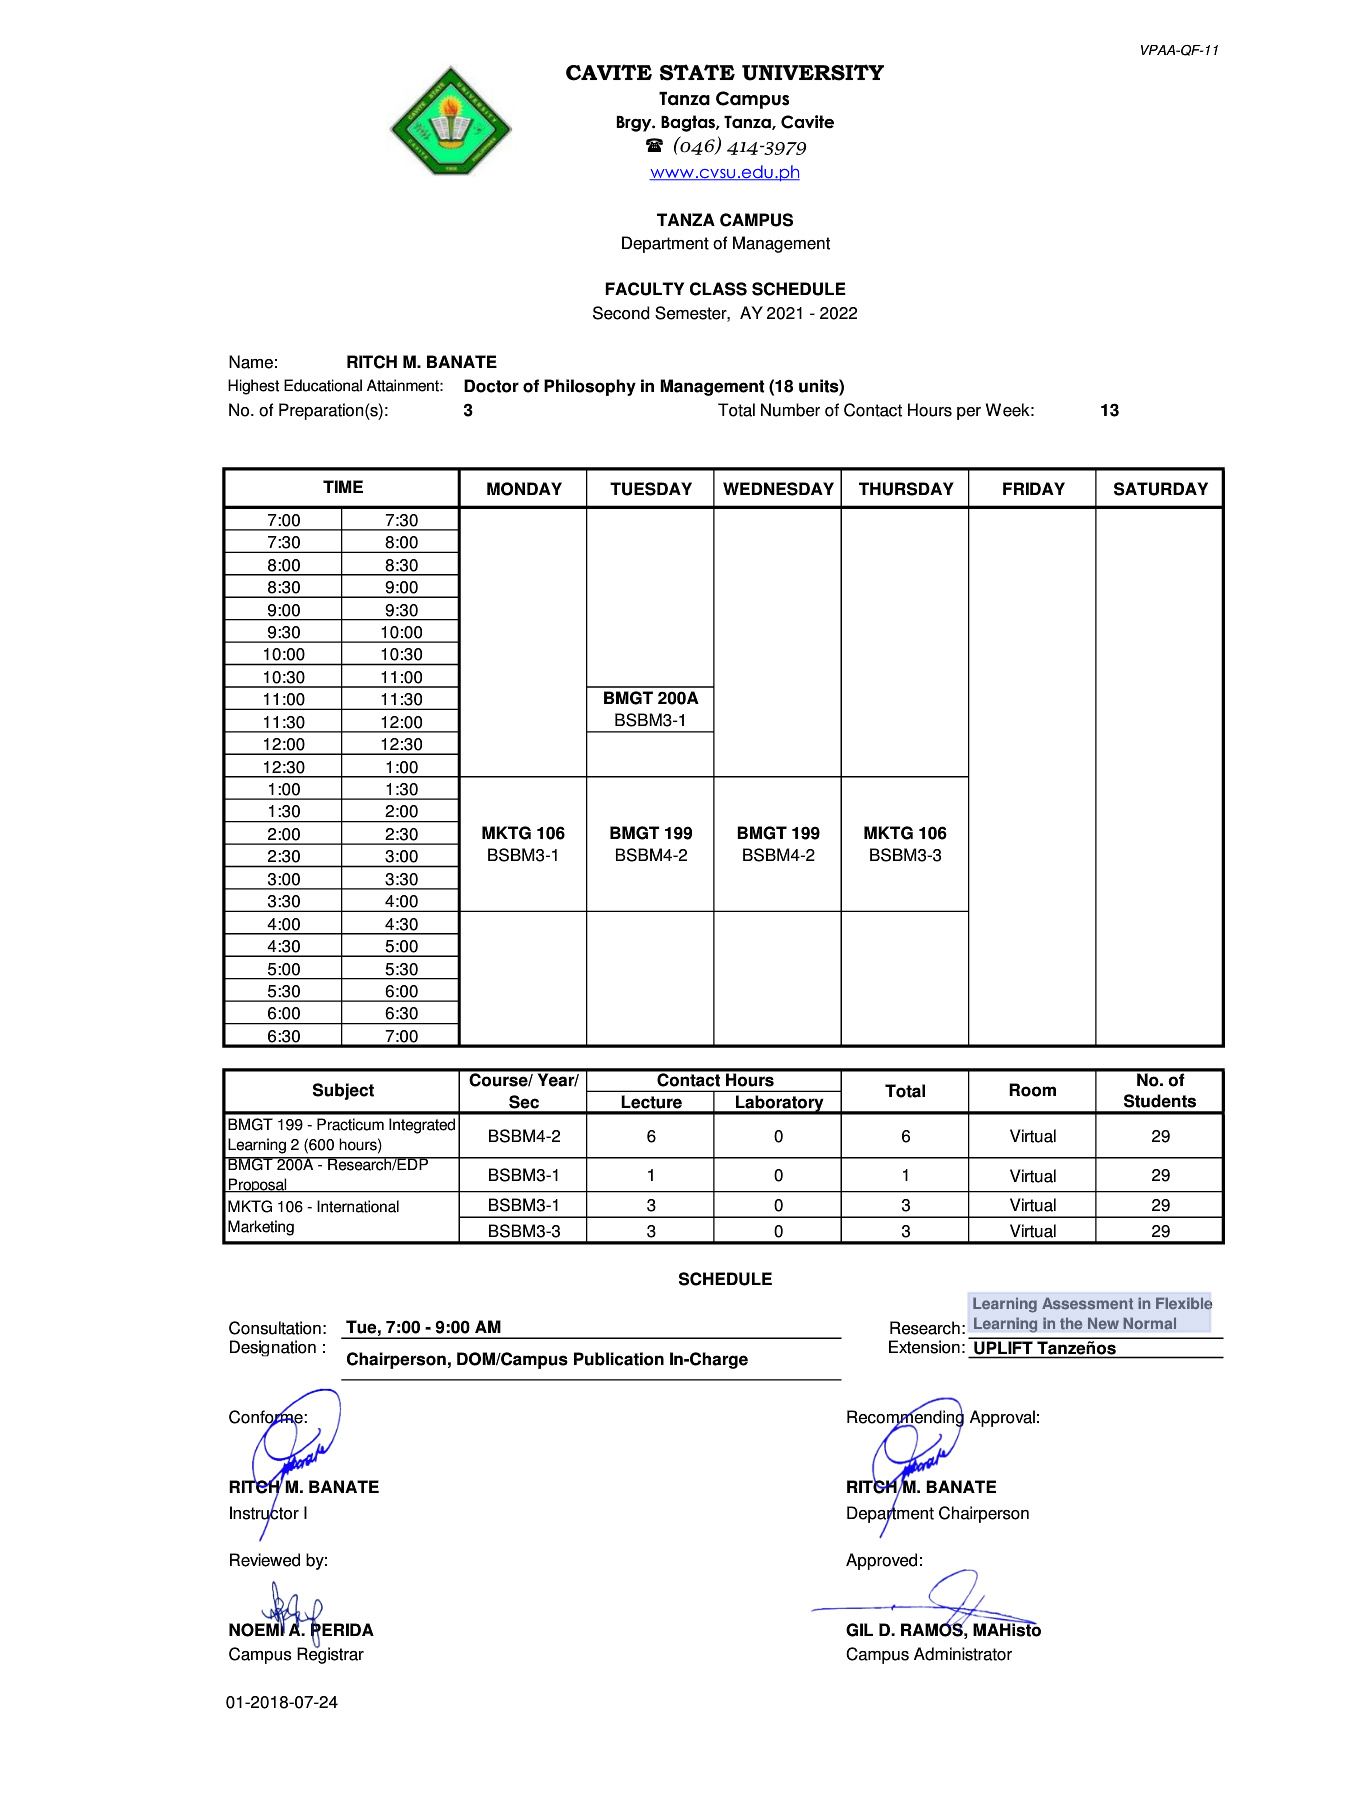 VPAA-QF-11
CAVITE STATE UNIVERSITY
Tanza Campus
Brgy. Bagtas, Tanza, Cavite
☎ (046) 414-3979
www.cvsu.edu.ph
TANZA CAMPUS
Department of Management
FACULTY CLASS SCHEDULE
Second Semester, AY 2021 - 2022
Name: RITCH M. BANATE
Highest Educational Attainment: Doctor of Philosophy in Management (18 units)
No. of Preparation(s): 3 Total Number of Contact Hours per Week: 13
TIME MONDAY TUESDAY WEDNESDAY THURSDAY FRIDAY SATURDAY
7:00 7:30
7:30 8:00
8:00 8:30
8:30 9:00
9:00 9:30
9:30 10:00
10:00 10:30
10:30 11:00
11:00 11:30 BMGT 200A
11:30 12:00 BSBM3-1
12:00 12:30
12:30 1:00
1:00 1:30
1:30 2:00
2:00 2:30 MKTG 106 BMGT 199 BMGT 199 MKTG 106
2:30 3:00 BSBM3-1 BSBM4-2 BSBM4-2 BSBM3-3
3:00 3:30
3:30 4:00
4:00 4:30
4:30 5:00
5:00 5:30
5:30 6:00
6:00 6:30
6:30 7:00
Subject Course/ Year/ Sec Contact Hours Total Room No. of Students
Lecture Laboratory
BMGT 199 - Practicum Integrated
Learning 2 (600 hours) BSBM4-2 6 0 6 Virtual 29
BMGT 200A - Research/EDP
Proposal BSBM3-1 1 0 1 Virtual 29
MKTG 106 - International
Marketing BSBM3-1 3 0 3 Virtual 29
BSBM3-3 3 0 3 Virtual 29
SCHEDULE
Consultation: Tue, 7:00 - 9:00 AM
Designation : Chairperson, DOM/Campus Publication In-Charge
Research: Learning Assessment in Flexible
Learning in the New Normal
Extension: UPLIFT Tanzeños
Conforme: Recommending Approval:
RITCH M. BANATE RITCH M. BANATE
Instructor I Department Chairperson
Reviewed by: Approved:
NOEMI A. PERIDA GIL D. RAMOS, MAHisto
Campus Registrar Campus Administrator
01-2018-07-24